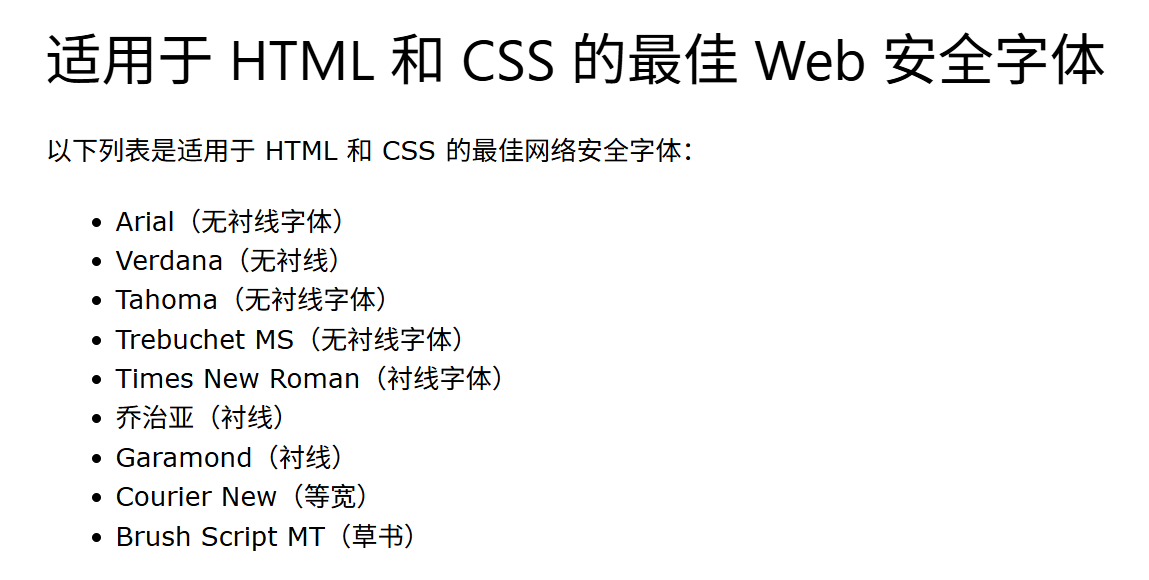 适用于 HTML 和 CSS 的最佳 Web 安全字体
以下列表是适用于 HTML 和 CSS 的最佳网络安全字体：
• Arial（无衬线字体）
• Verdana（无衬线）
• Tahoma（无衬线字体）
• Trebuchet MS（无衬线字体）
• Times New Roman（衬线字体）
• 乔治亚（衬线）
• Garamond（衬线）
• Courier New（等宽）
• Brush Script MT（草书）